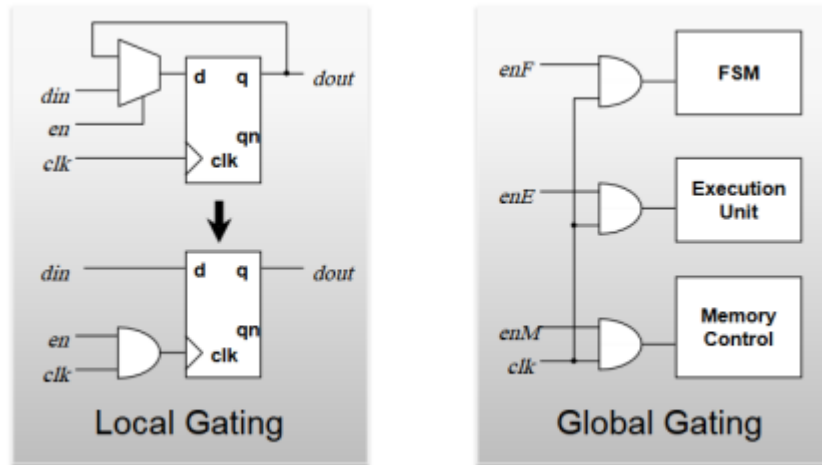 din
en
clk
d q
qn
clk
dout
din
en
clk
d q
qn
clk
dout
Local Gating
enF
FSM
enE
Execution
Unit
enM
clk
Memory
Control
Global Gating